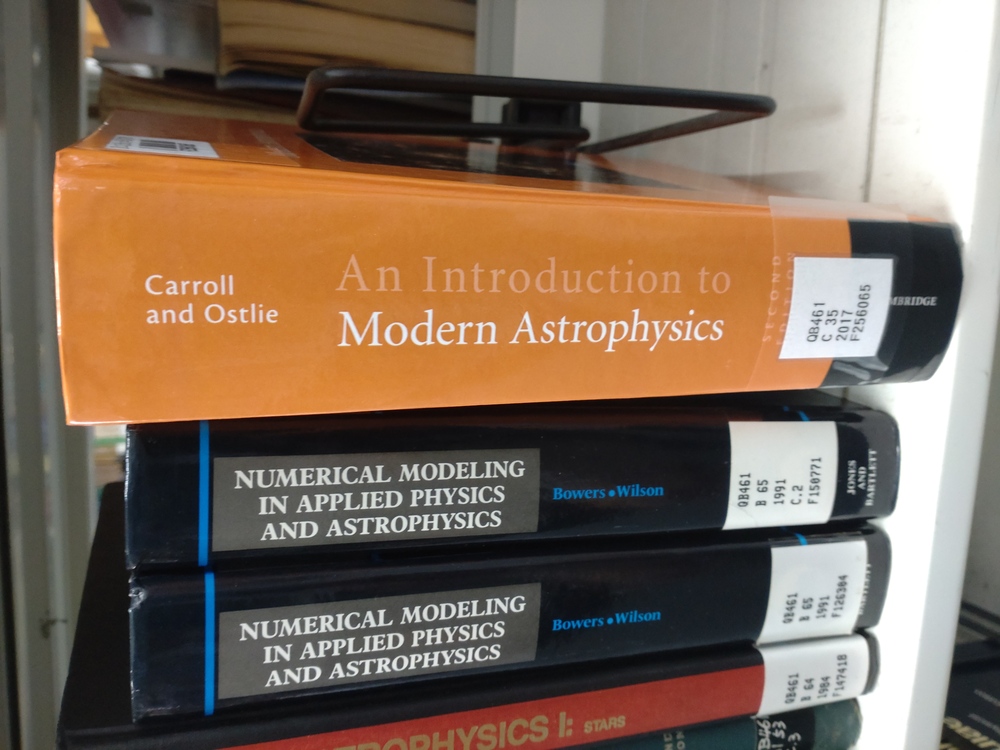 Carroll
and Ostlie
An Introduction to
Modern Astrophysics
SECOND
EDITION
QB461
C 35
2017
F256065
MBRIDGE
NUMERICAL MODELING
IN APPLIED PHYSICS
AND ASTROPHYSICS
Bowers • Wilson
QB461
B 65
1991
C.2
F150771
JONES
AND
BARTLETT
NUMERICAL MODELING
IN APPLIED PHYSICS
AND ASTROPHYSICS
Bowers • Wilson
QB461
B 65
1991
F126304
TROPHYSICS I: STARS
QB461
B 64
1984
F147418